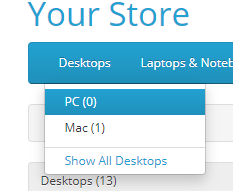 Your Store
Desktops Laptops & Noteb
PC (0)
Mac (1)
Show All Desktops
Desktops (13)